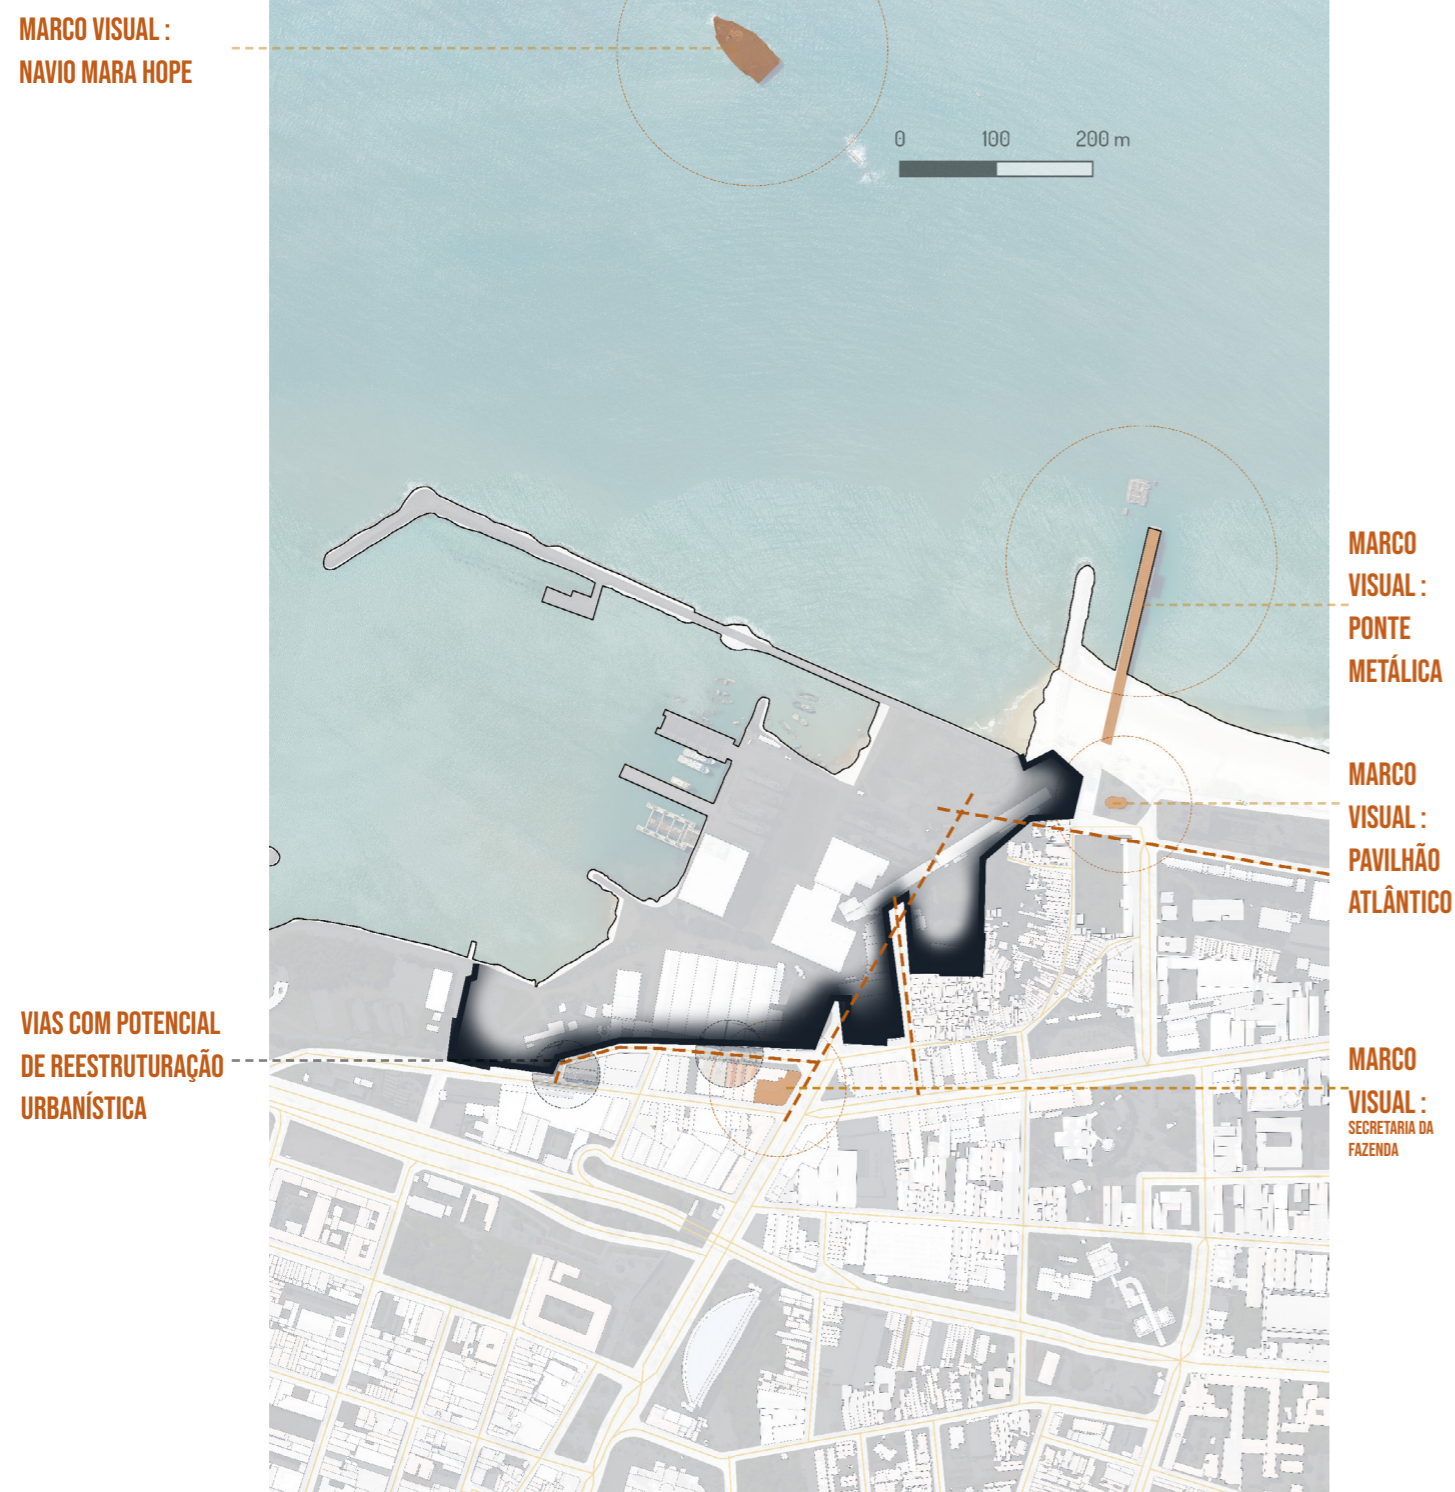 MARCO VISUAL :
NAVIO MARA HOPE
0 100 200 m
MARCO
VISUAL :
PONTE
METÁLICA
MARCO
VISUAL :
PAVILHÃO
ATLÂNTICO
VIAS COM POTENCIAL
DE REESTRUTURAÇÃO
URBANÍSTICA
MARCO
VISUAL :
SECRETARIA DA
FAZENDA